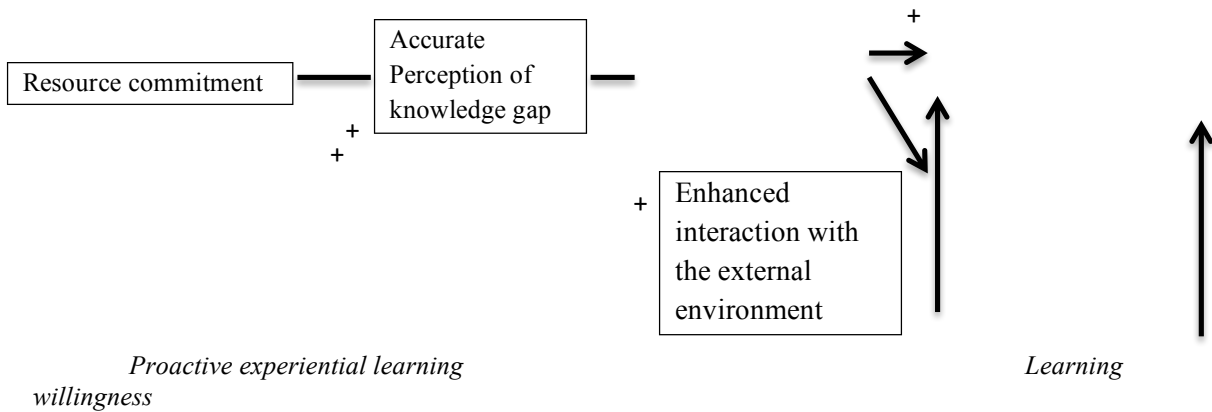 +
Resource commitment
Accurate
Perception of
knowledge gap
+
+
+
Enhanced
interaction with
the external
environment
Proactive experiential learning
Learning
willingness